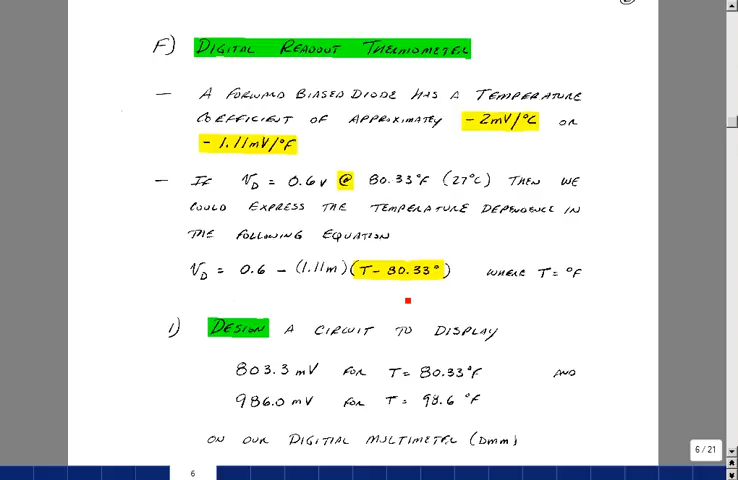 F) DIGITAL READOUT THERMOMETER
— A FORWARD BIASED DIODE HAS A TEMPERATURE
COEFFICIENT OF APPROXIMATELY -2mV/°C OR
-1.11mV/°F
— IF VD = 0.6V @ 80.33°F (27°C) THEN WE
COULD EXPRESS THE TEMPERATURE DEPENDENCE IN
THE FOLLOWING EQUATION
VD = 0.6 - (1.11m)(T - 80.33°) WHERE T = °F
1) DESIGN A CIRCUIT TO DISPLAY
803.3 mV FOR T = 80.33°F AND
986.0 mV FOR T = 98.6 °F
ON OUR DIGITAL MULTIMETER (DMM)
6 / 21
6